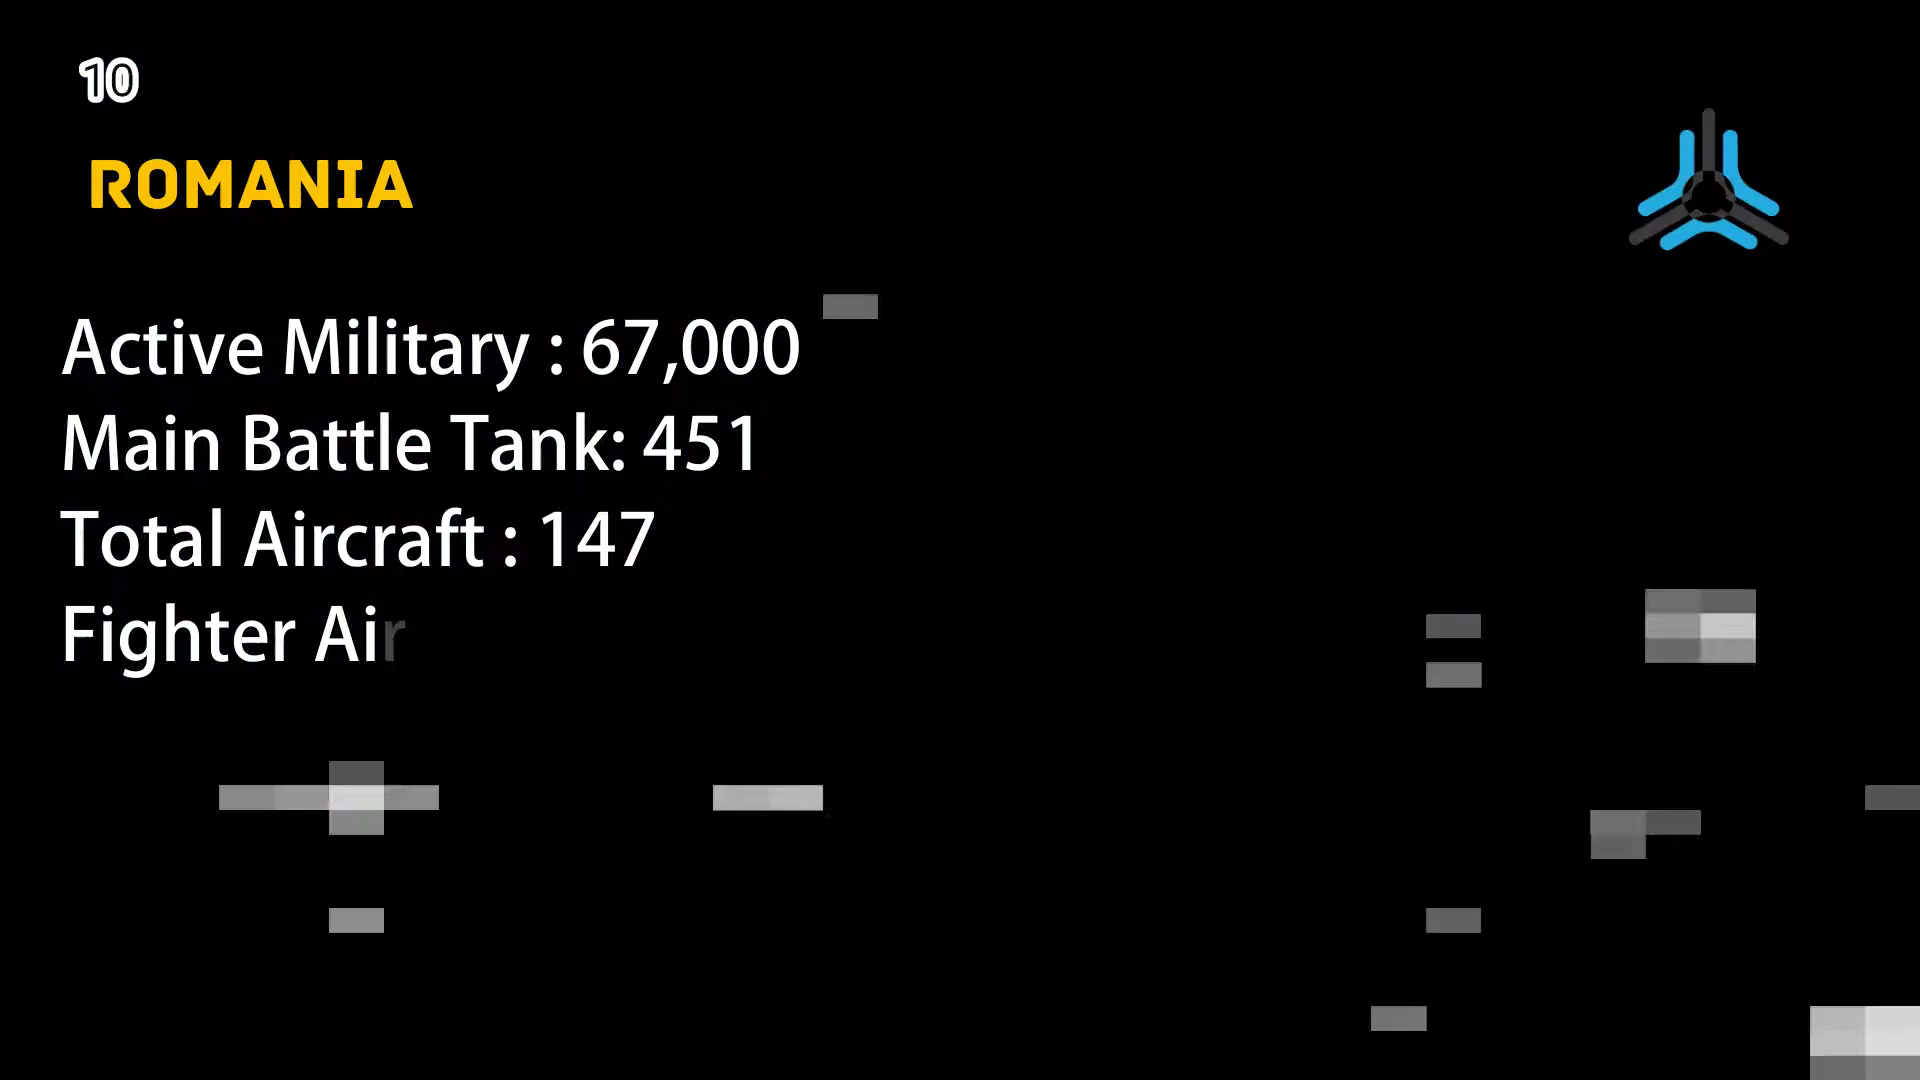 10
ROMANIA
Active Military : 67,000
Main Battle Tank: 451
Total Aircraft : 147
Fighter Air